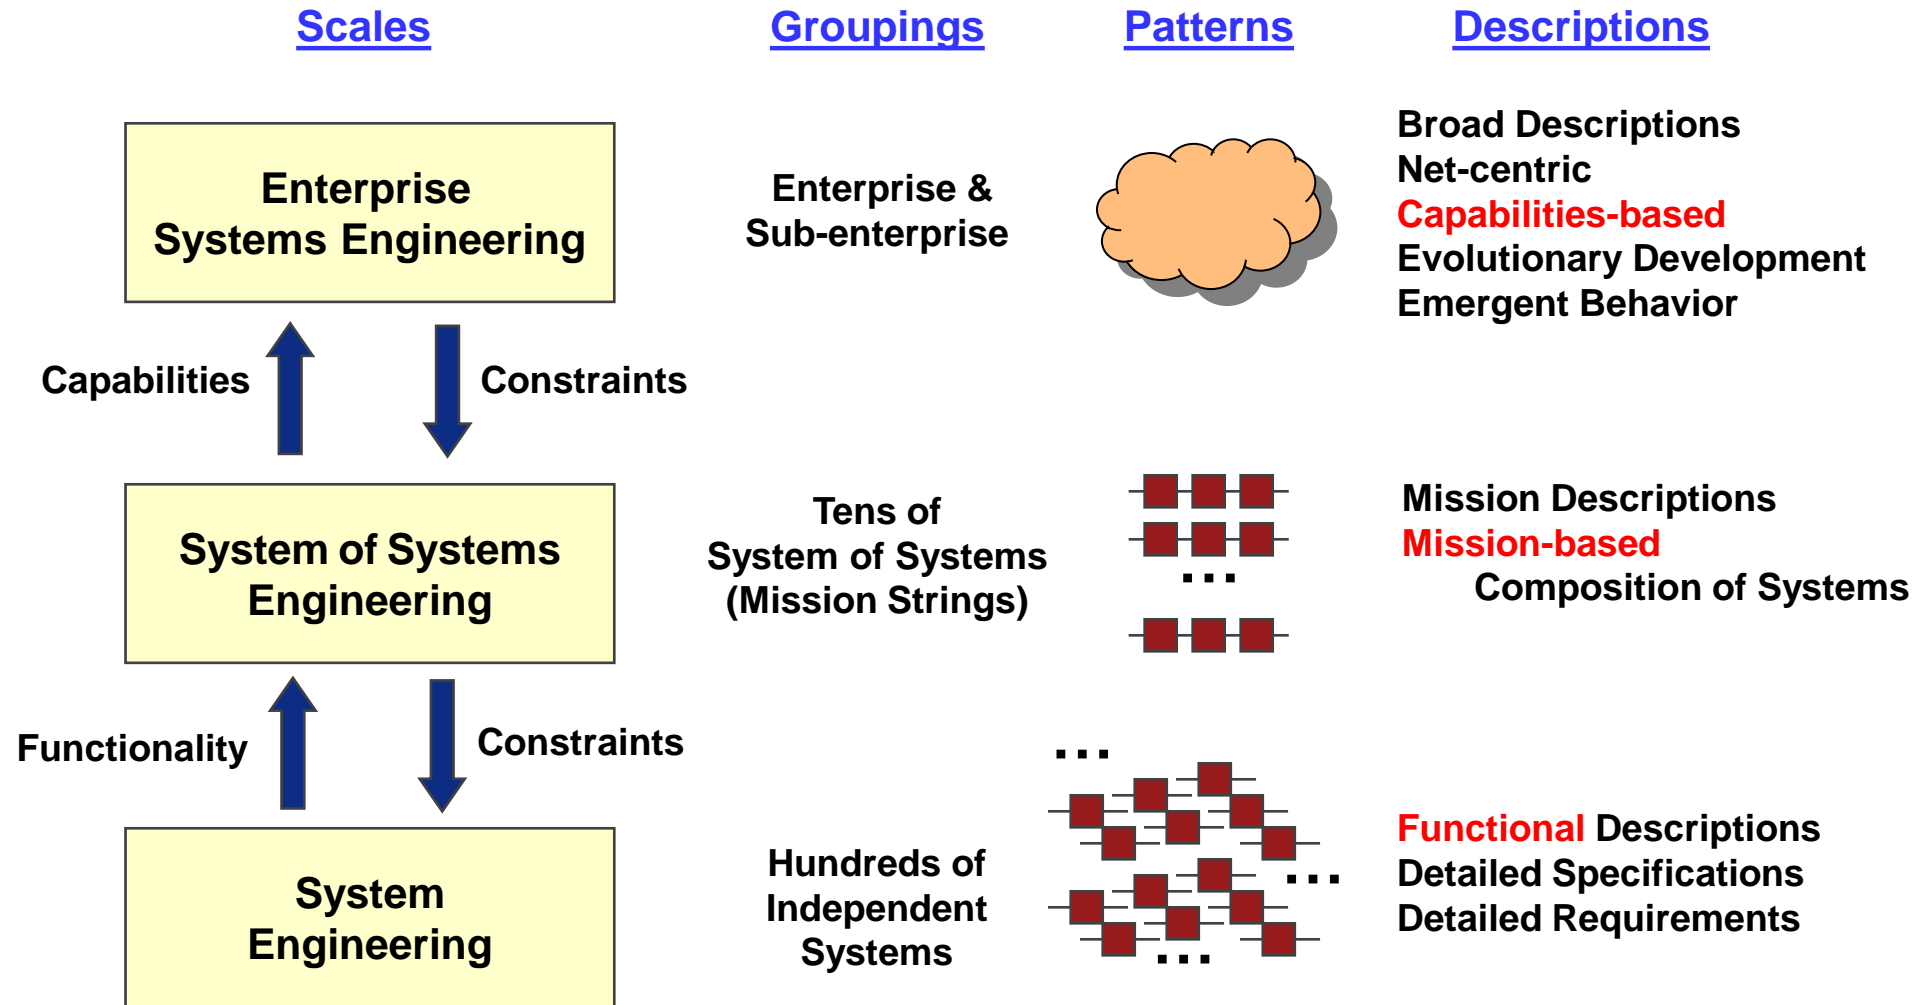 Scales
Groupings
Patterns
Descriptions
Enterprise
Systems Engineering
Enterprise &
Sub-enterprise
Broad Descriptions
Net-centric
Capabilities-based
Evolutionary Development
Emergent Behavior
Capabilities
Constraints
System of Systems
Engineering
Tens of
System of Systems
(Mission Strings)
...
Mission Descriptions
Mission-based
Composition of Systems
Functionality
Constraints
System
Engineering
Hundreds of
Independent
Systems
...
...
...
Functional Descriptions
Detailed Specifications
Detailed Requirements